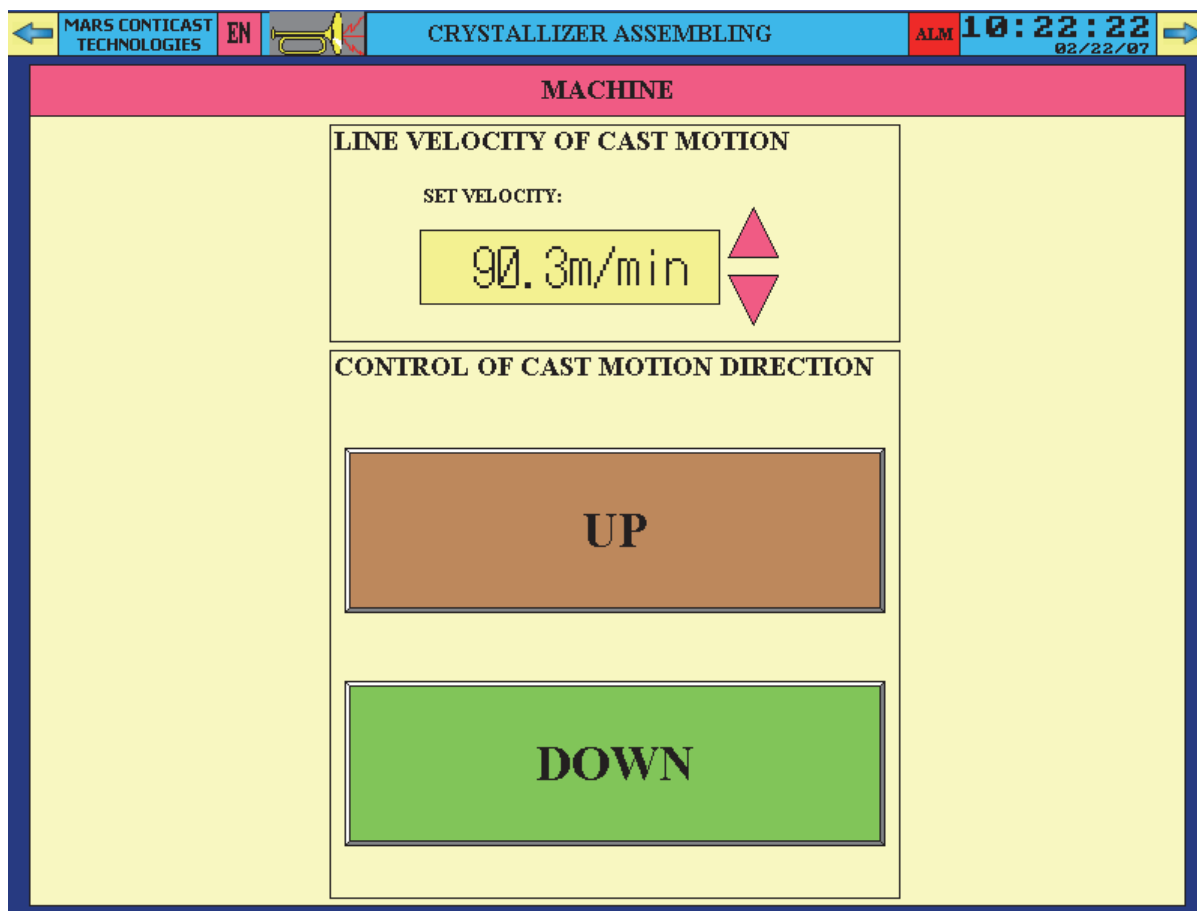 MARS CONTICAST
TECHNOLOGIES
EN
CRYSTALLIZER ASSEMBLING
ALM
10:22:22
02/22/07
MACHINE
LINE VELOCITY OF CAST MOTION
SET VELOCITY:
90.3m/min
CONTROL OF CAST MOTION DIRECTION
UP
DOWN